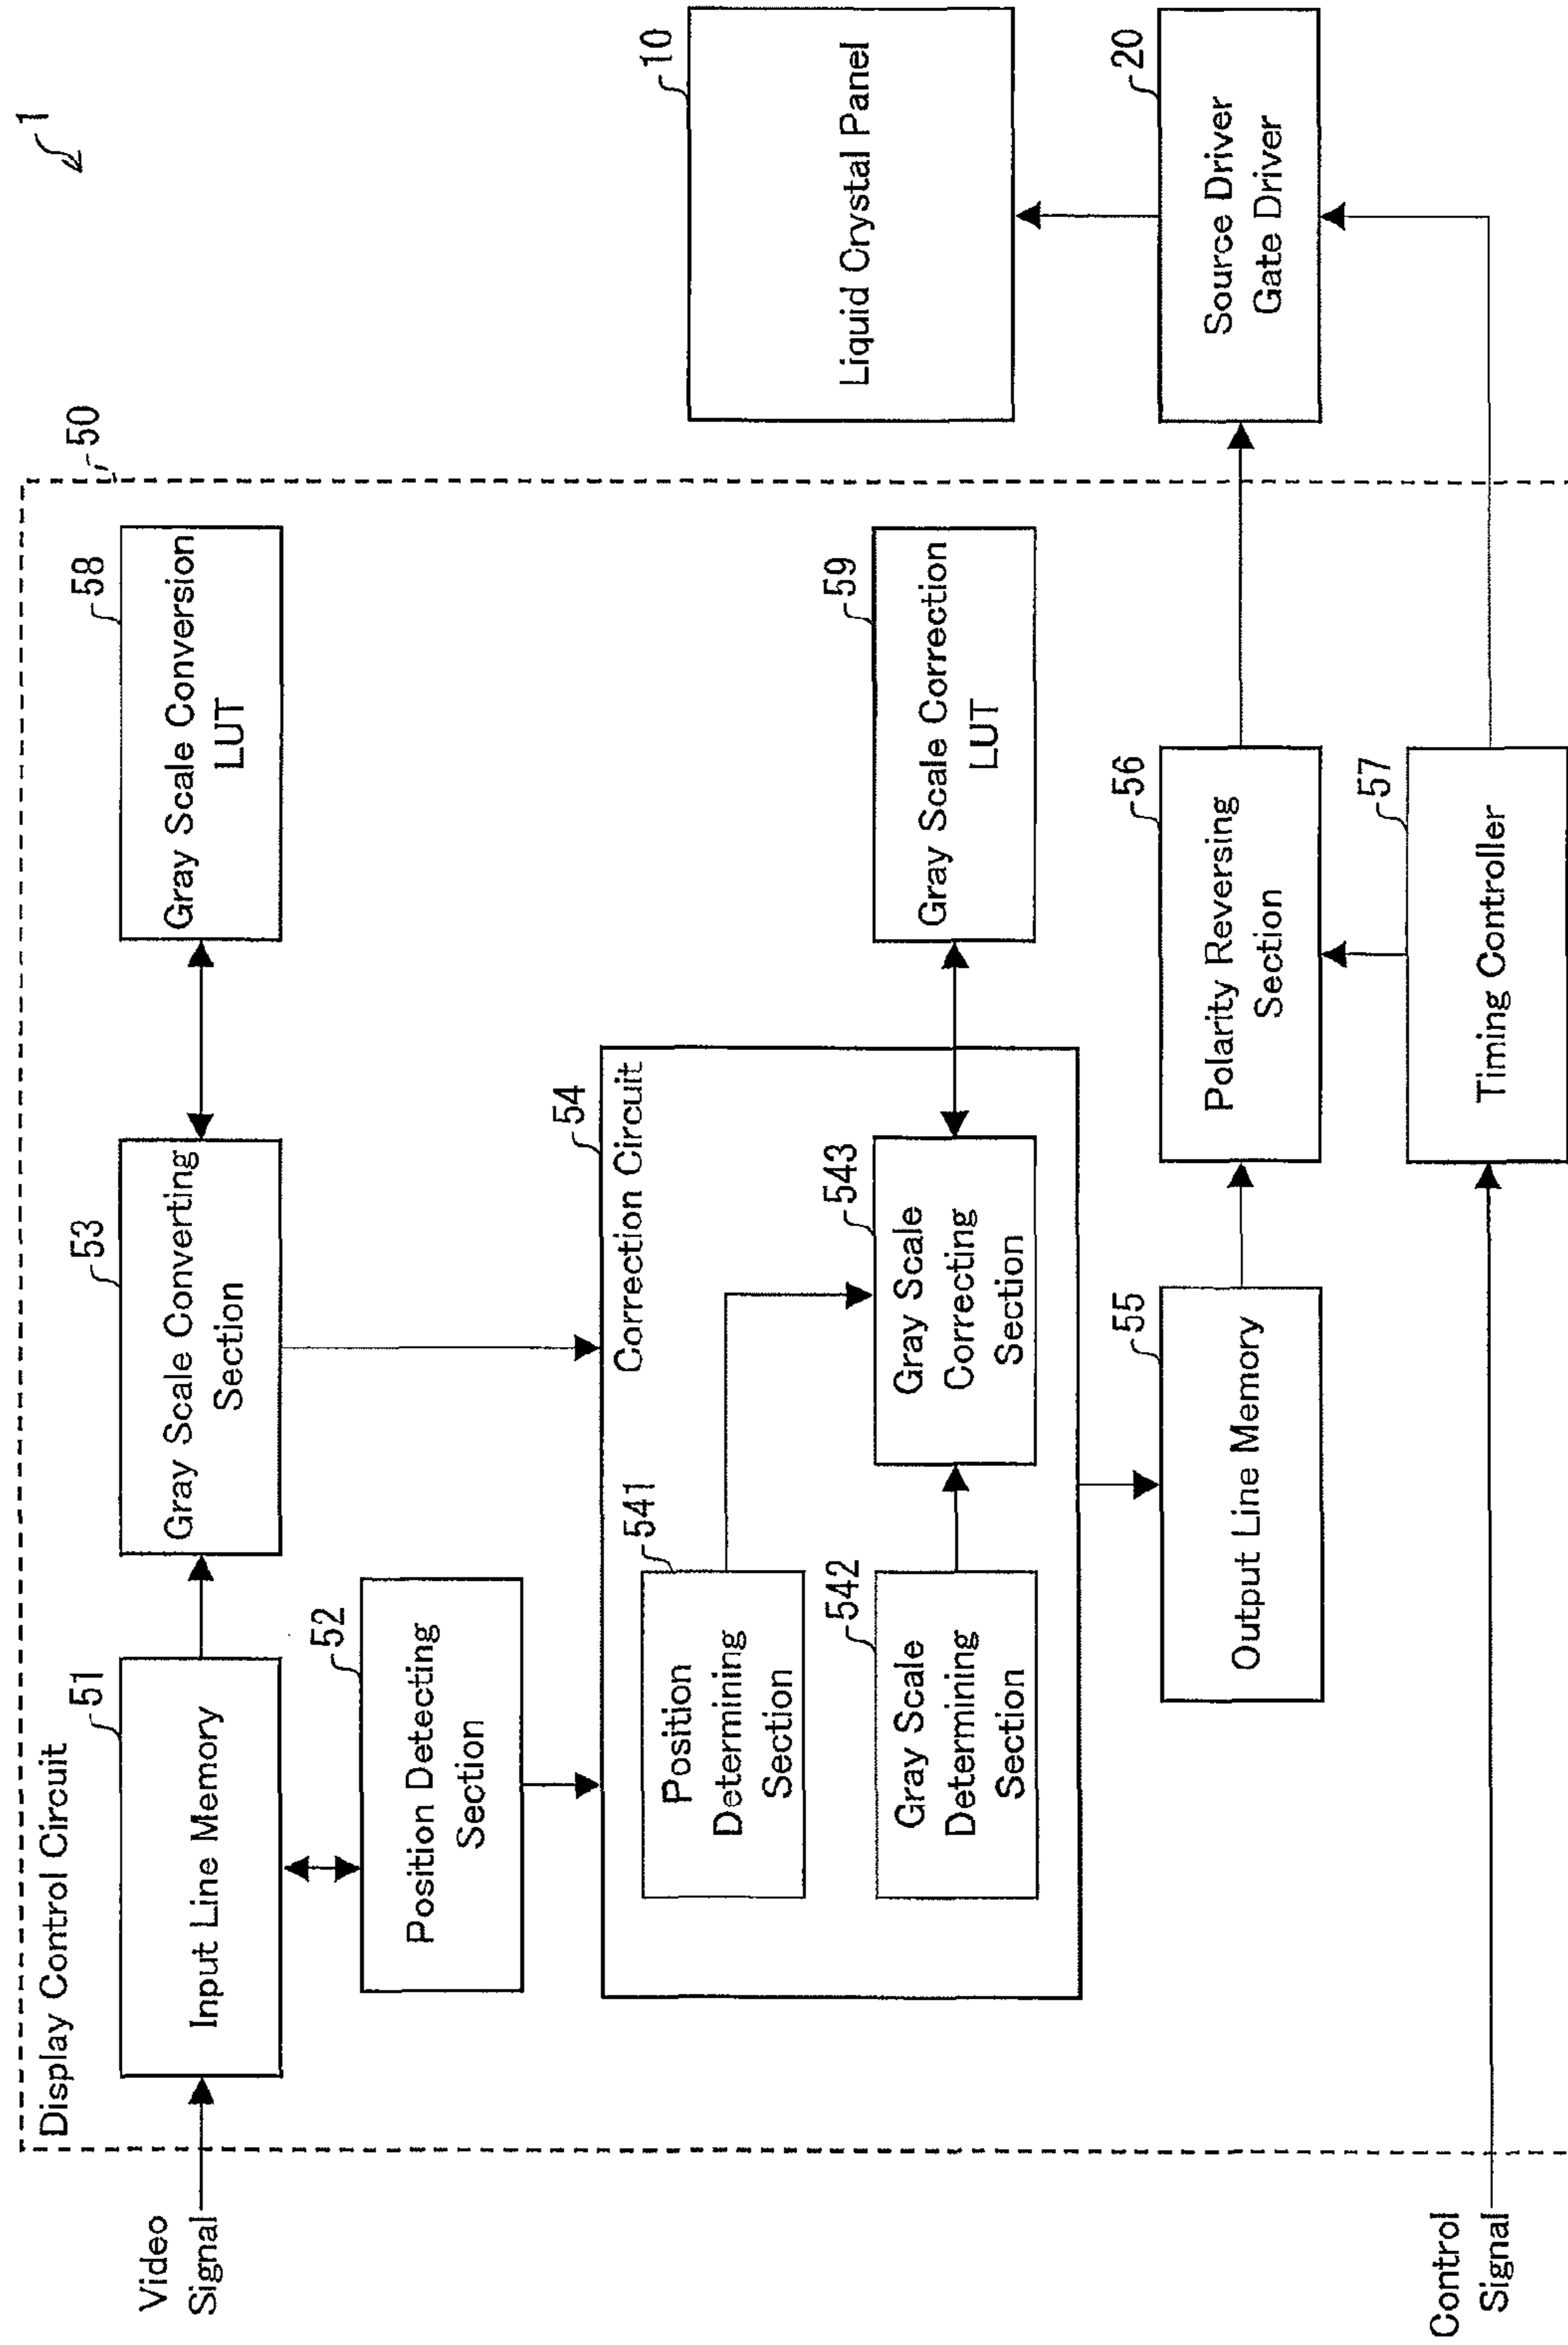 1
50
Display Control Circuit
Video
Signal
51
Input Line Memory
53
Gray Scale Converting
Section
58
Gray Scale Conversion
LUT
52
Position Detecting
Section
54
Correction Circuit
541
Position
Determining
Section
542
Gray Scale
Determining
Section
543
Gray Scale
Correcting
Section
59
Gray Scale Correction
LUT
10
Liquid Crystal Panel
55
Output Line Memory
56
Polarity Reversing
Section
20
Source Driver
Gate Driver
57
Timing Controller
Control
Signal